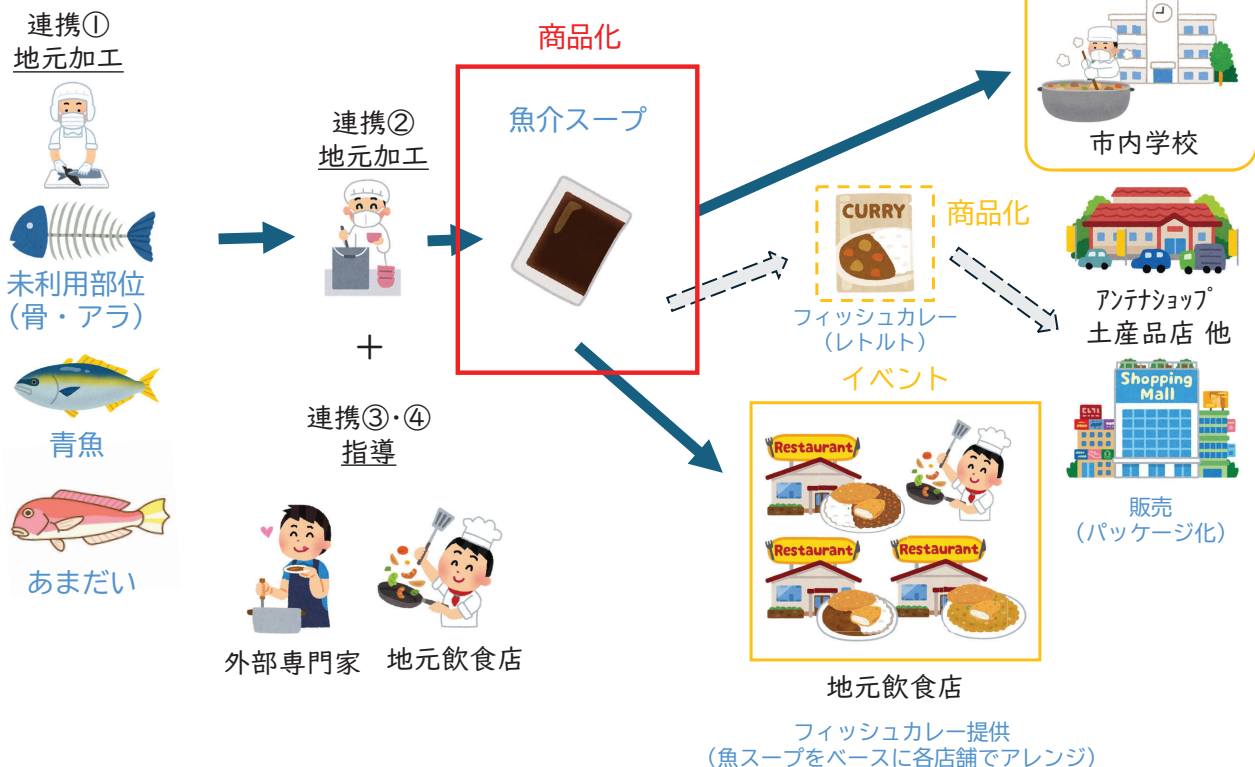 連携①
地元加工
未利用部位
（骨・アラ）
青魚
あまだい
連携②
地元加工
＋
連携③・④
指導
外部専門家
地元飲食店
商品化
魚介スープ
市内学校
CURRY
商品化
フィッシュカレー
（レトルト）
アンテナショップ
土産品店 他
Shopping
Mall
販売
（パッケージ化）
イベント
Restaurant
Restaurant
Restaurant
地元飲食店
フィッシュカレー提供
（魚スープをベースに各店舗でアレンジ）